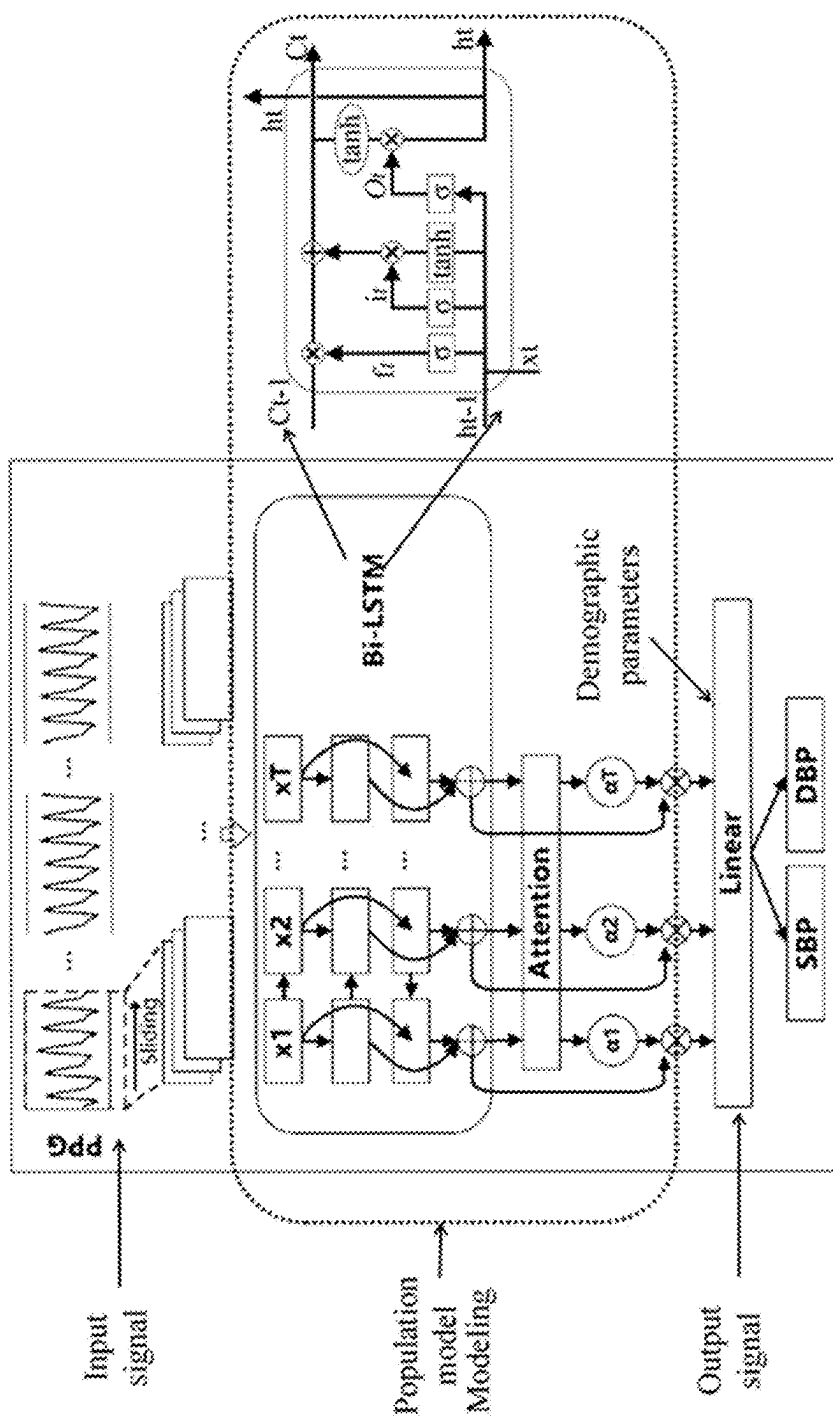 Input
signal
PPG
sliding
...
...
...
Population
model
Modeling
x1
x2
...
xT
...
...
Bi-LSTM
Attention
α1
α2
αT
Demographic
parameters
Output
signal
Linear
SBP
DBP
Ct-1
Ct
ht
ft
it
Ot
tanh
σ
σ
tanh
σ
ht-1
xt
ht